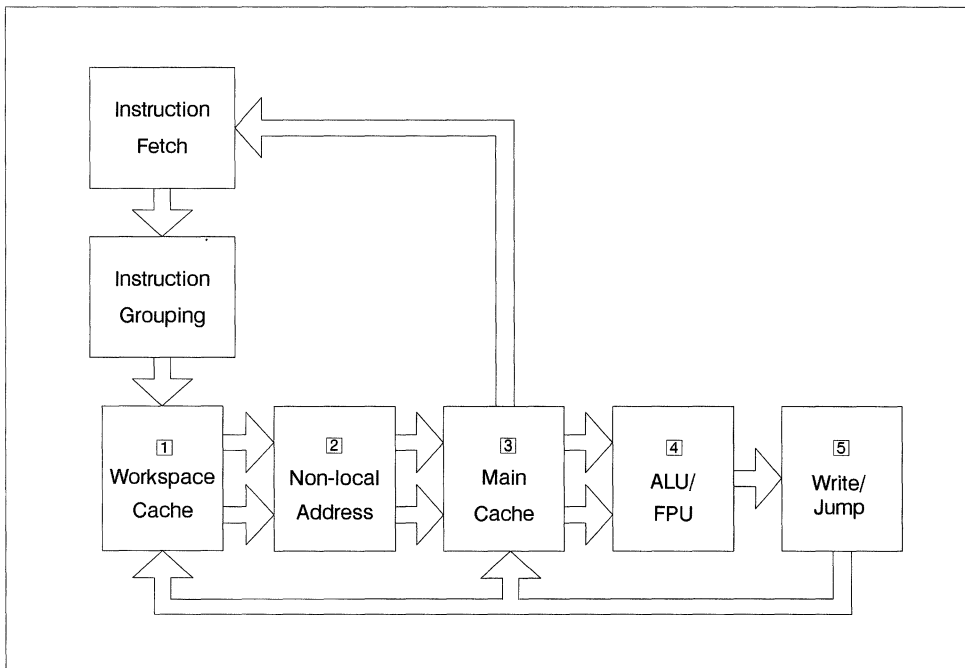 Instruction
Fetch
Instruction
Grouping
1
Workspace
Cache
2
Non-local
Address
3
Main
Cache
4
ALU/
FPU
5
Write/
Jump